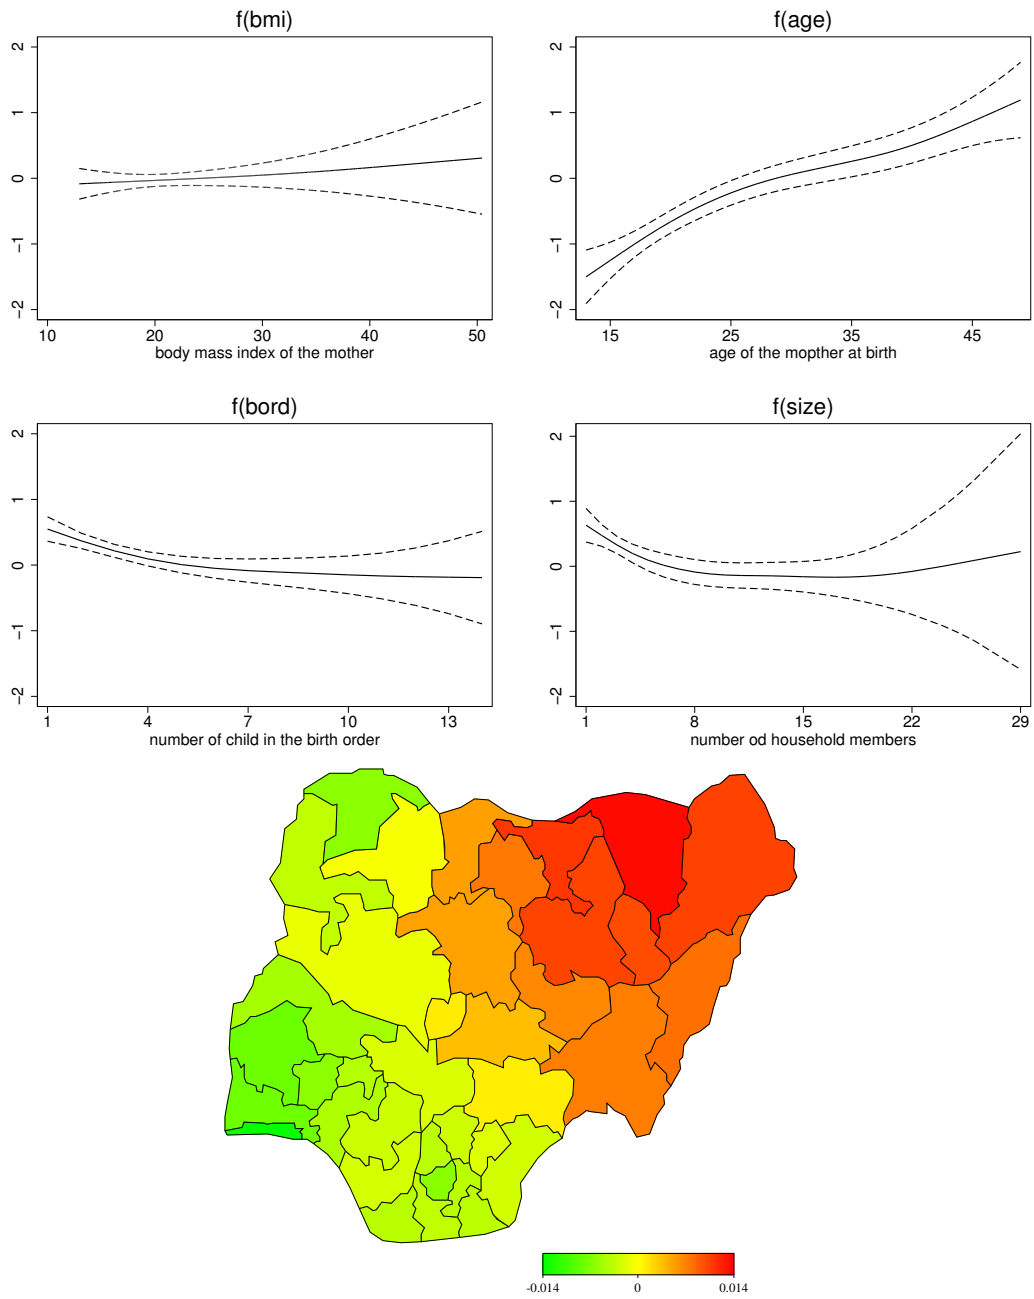 f(bmi)
2
1
0
−1
−2
10 20 30 40 50
body mass index of the mother
f(age)
2
1
0
−1
−2
15 25 35 45
age of the mopther at birth
f(bord)
2
1
0
−1
−2
1 4 7 10 13
number of child in the birth order
f(size)
2
1
0
−1
−2
1 8 15 22 29
number od household members
-0.014 0 0.014